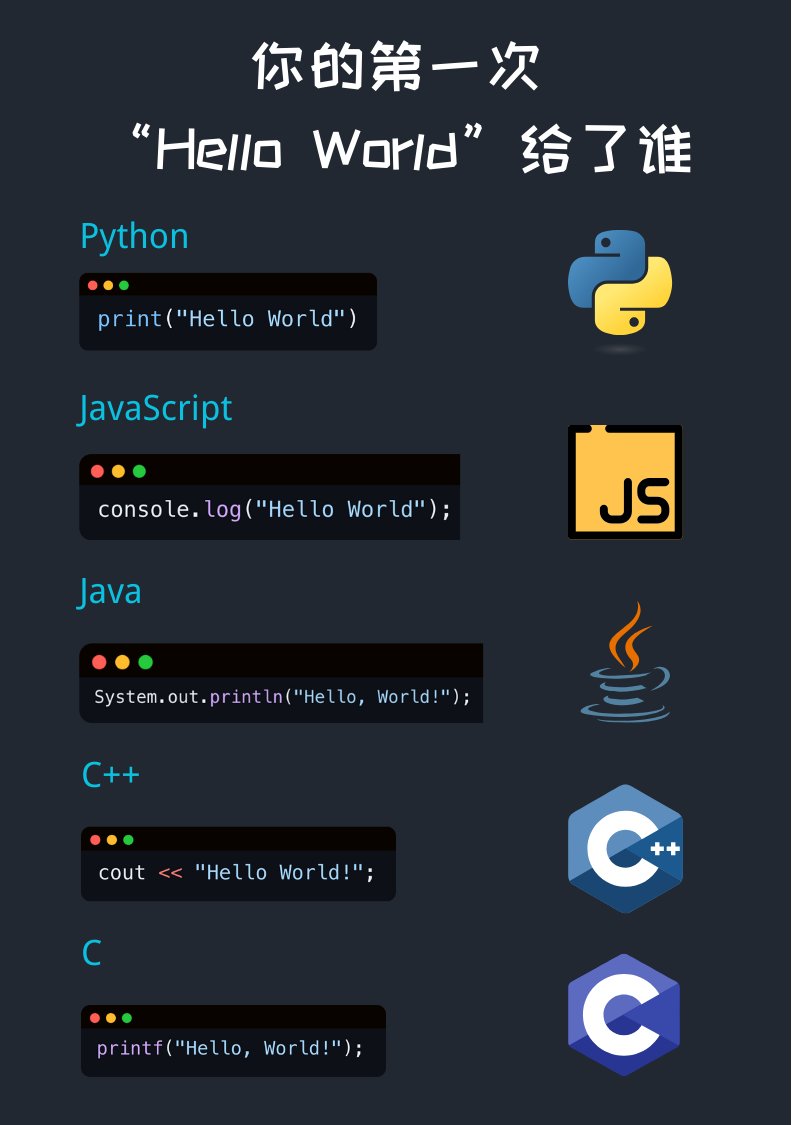 你的第一次
“Hello World”给了谁
Python
print("Hello World")
JavaScript
console.log("Hello World");
JS
Java
System.out.println("Hello, World!");
C++
cout << "Hello World!";
C++
C
printf("Hello, World!");
C